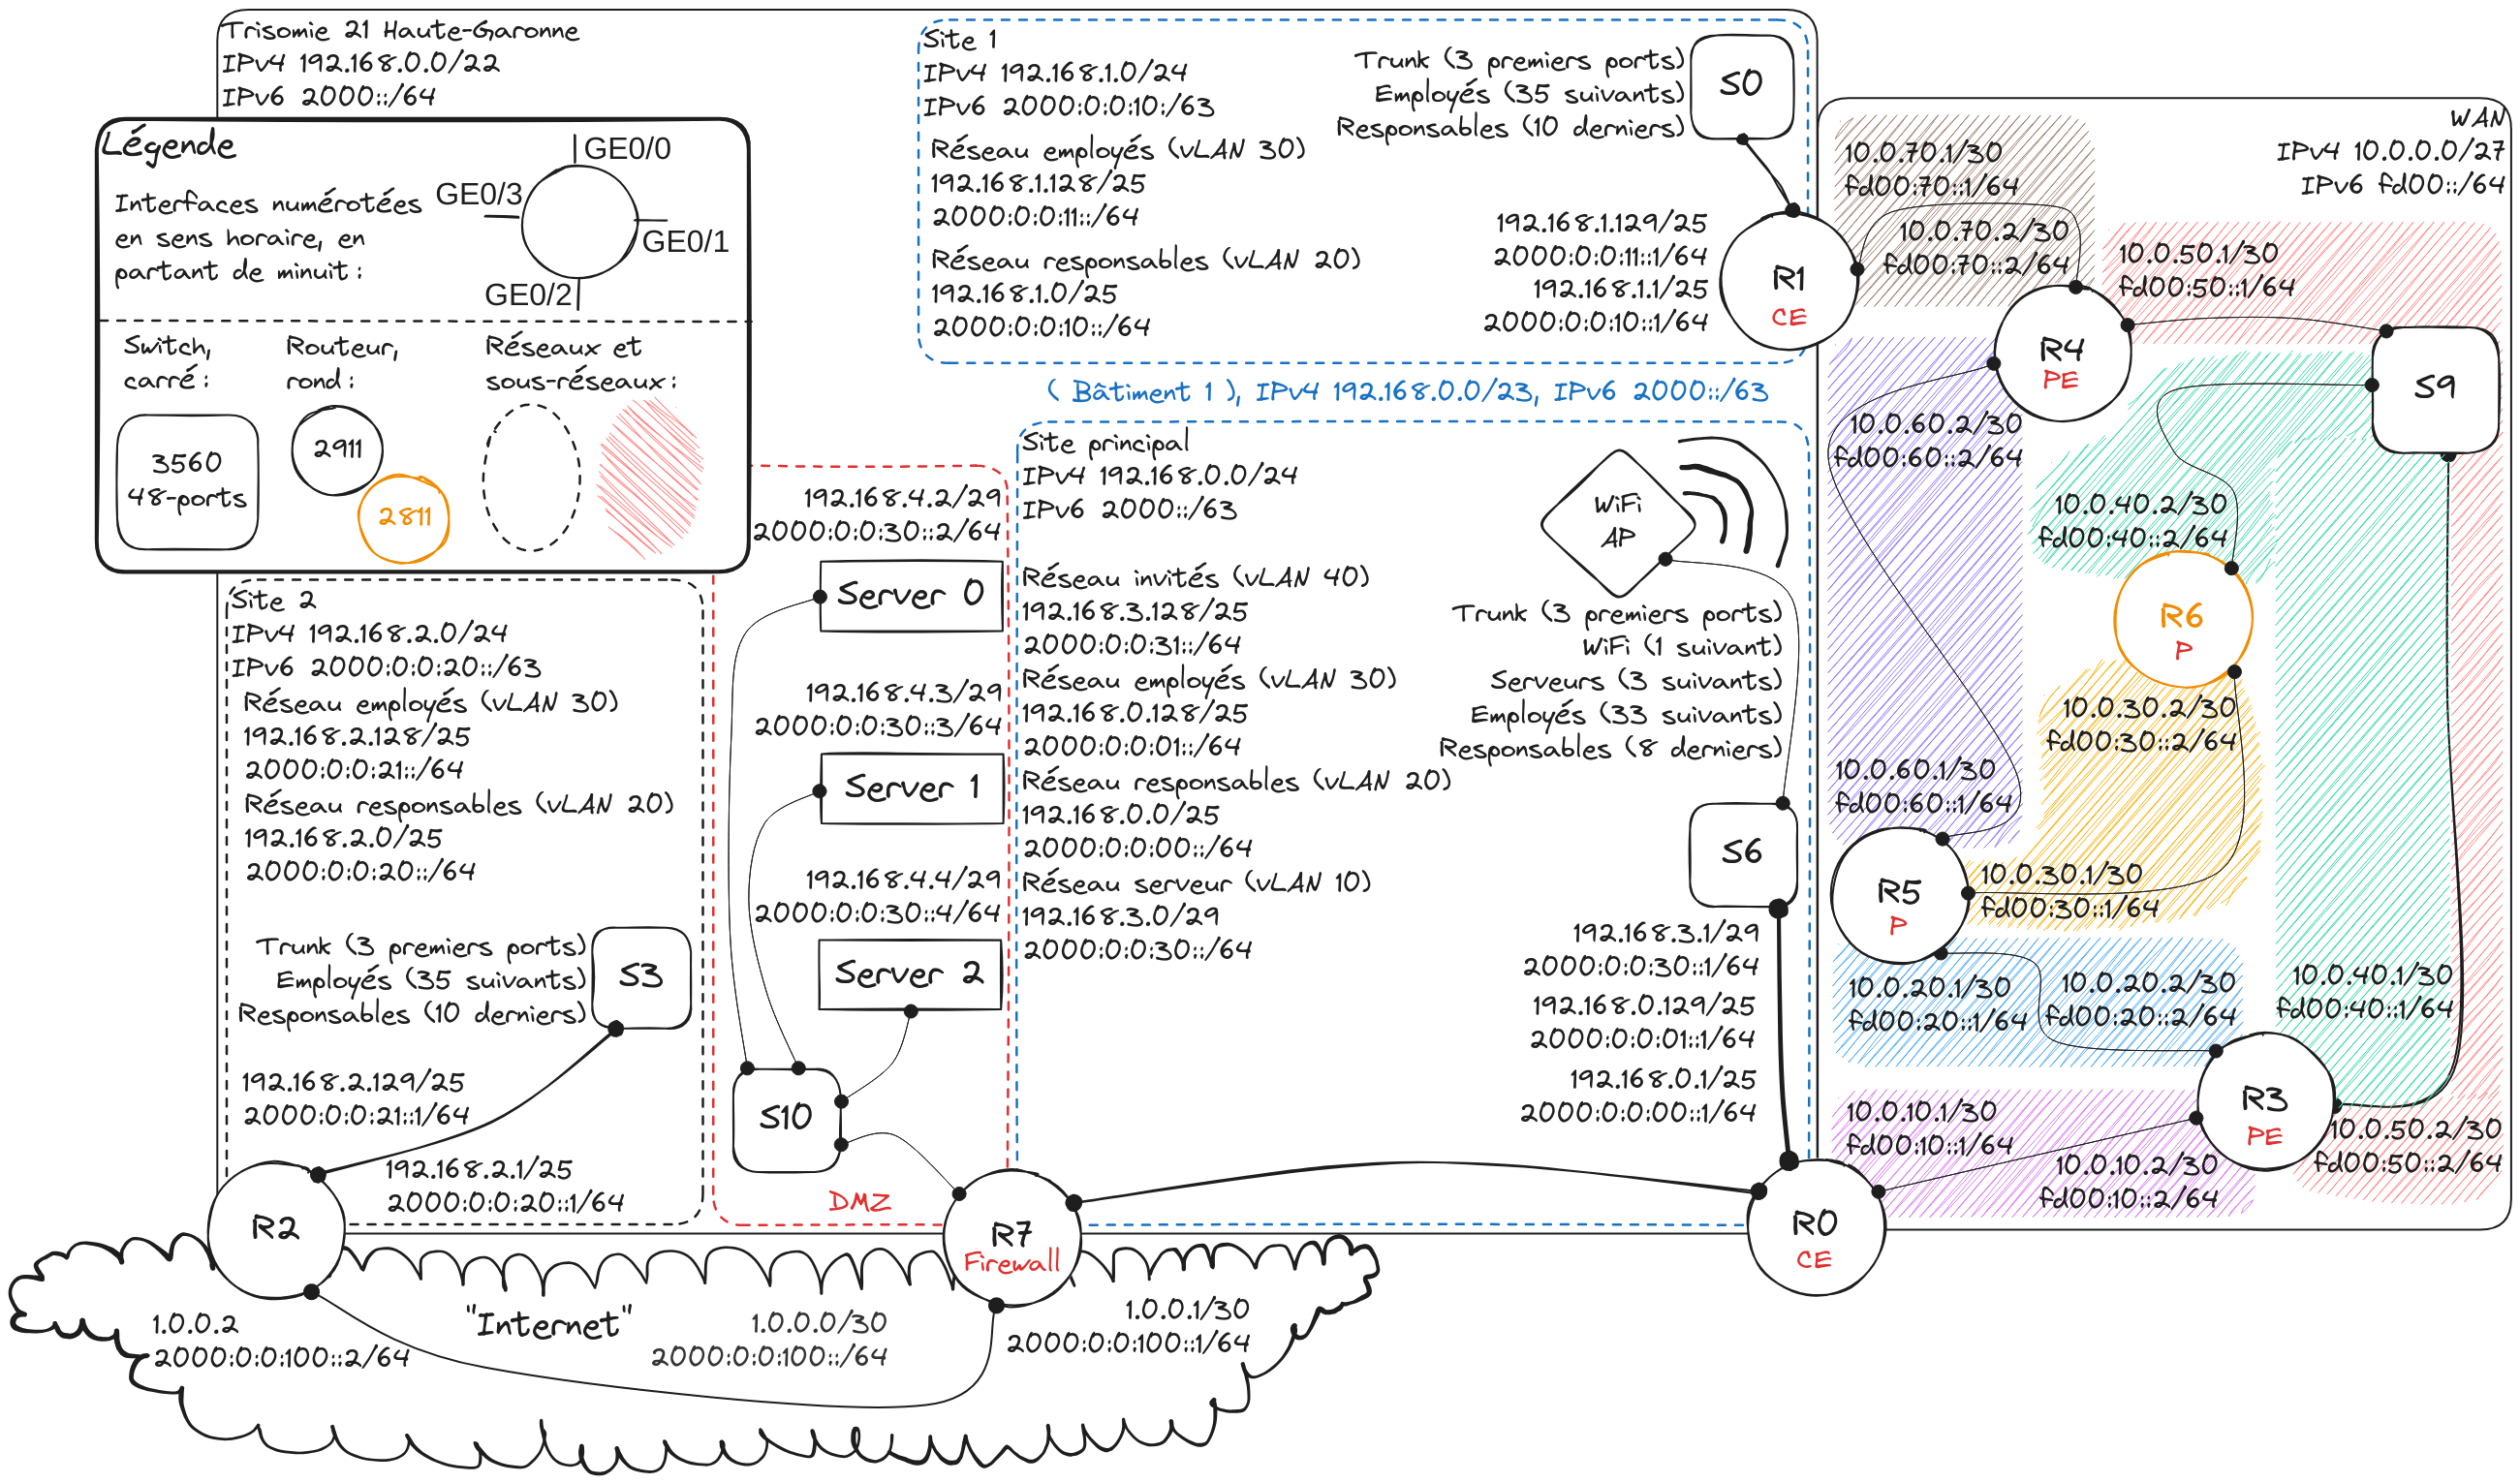 Trisomie 21 Haute-Garonne
IPv4 192.168.0.0/22
IPv6 2000::/64
Légende
Interfaces numérotées
en sens horaire, en
partant de minuit :
GE0/0
GE0/3
GE0/1
GE0/2
Switch,
carré :
Routeur,
rond :
Réseaux et
sous-réseaux :
3560
48-ports
2911
2811
Site 1
IPv4 192.168.1.0/24
IPv6 2000:0:0:10:/63
Réseau employés (vLAN 30)
192.168.1.128/25
2000:0:0:11::/64
Réseau responsables (vLAN 20)
192.168.1.0/25
2000:0:0:10::/64
Trunk (3 premiers ports)
Employés (35 suivants)
Responsables (10 derniers)
S0
192.168.1.129/25
2000:0:0:11::1/64
192.168.1.1/25
2000:0:0:10::1/64
R1
CE
( Bâtiment 1 ), IPv4 192.168.0.0/23, IPv6 2000::/63
WAN
IPv4 10.0.0.0/27
IPv6 fd00::/64
10.0.70.1/30
fd00:70::1/64
10.0.70.2/30
fd00:70::2/64
10.0.50.1/30
fd00:50::1/64
R4
PE
S9
10.0.60.2/30
fd00:60::2/64
10.0.40.2/30
fd00:40::2/64
R6
P
10.0.30.2/30
fd00:30::2/64
10.0.60.1/30
fd00:60::1/64
R5
P
10.0.30.1/30
fd00:30::1/64
10.0.20.1/30
fd00:20::1/64
10.0.20.2/30
fd00:20::2/64
10.0.40.1/30
fd00:40::1/64
R3
PE
10.0.10.1/30
fd00:10::1/64
10.0.10.2/30
fd00:10::2/64
10.0.50.2/30
fd00:50::2/64
Site principal
IPv4 192.168.0.0/24
IPv6 2000::/63
Réseau invités (vLAN 40)
192.168.3.128/25
2000:0:0:31::/64
Réseau employés (vLAN 30)
192.168.0.128/25
2000:0:0:01::/64
Réseau responsables (vLAN 20)
192.168.0.0/25
2000:0:0:00::/64
Réseau serveur (vLAN 10)
192.168.3.0/29
2000:0:0:30::/64
WiFi
AP
Trunk (3 premiers ports)
WiFi (1 suivant)
Serveurs (3 suivants)
Employés (33 suivants)
Responsables (8 derniers)
S6
192.168.3.1/29
2000:0:0:30::1/64
192.168.0.129/25
2000:0:0:01::1/64
192.168.0.1/25
2000:0:0:00::1/64
R0
CE
192.168.4.2/29
2000:0:0:30::2/64
Server 0
192.168.4.3/29
2000:0:0:30::3/64
Server 1
192.168.4.4/29
2000:0:0:30::4/64
Server 2
S10
DMZ
R7
Firewall
Site 2
IPv4 192.168.2.0/24
IPv6 2000:0:0:20::/63
Réseau employés (vLAN 30)
192.168.2.128/25
2000:0:0:21::/64
Réseau responsables (vLAN 20)
192.168.2.0/25
2000:0:0:20::/64
Trunk (3 premiers ports)
Employés (35 suivants)
Responsables (10 derniers)
S3
192.168.2.129/25
2000:0:0:21::1/64
192.168.2.1/25
2000:0:0:20::1/64
R2
"Internet"
1.0.0.2
2000:0:0:100::2/64
1.0.0.0/30
2000:0:0:100::/64
1.0.0.1/30
2000:0:0:100::1/64